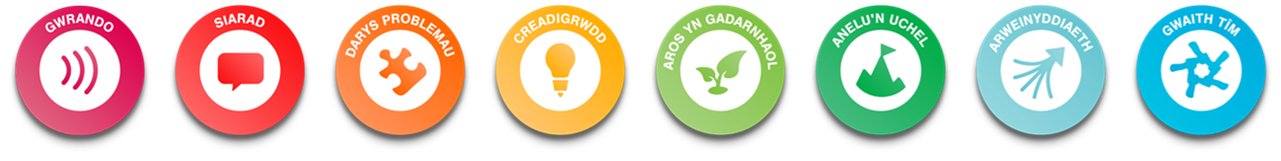 GWRANDO
SIARAD
DARYS PROBLEMAU
CREADIGRWDD
AROS YN GADARNHAOL
ANELU'N UCHEL
ARWEINYDDIAETH
GWAITH TÎM